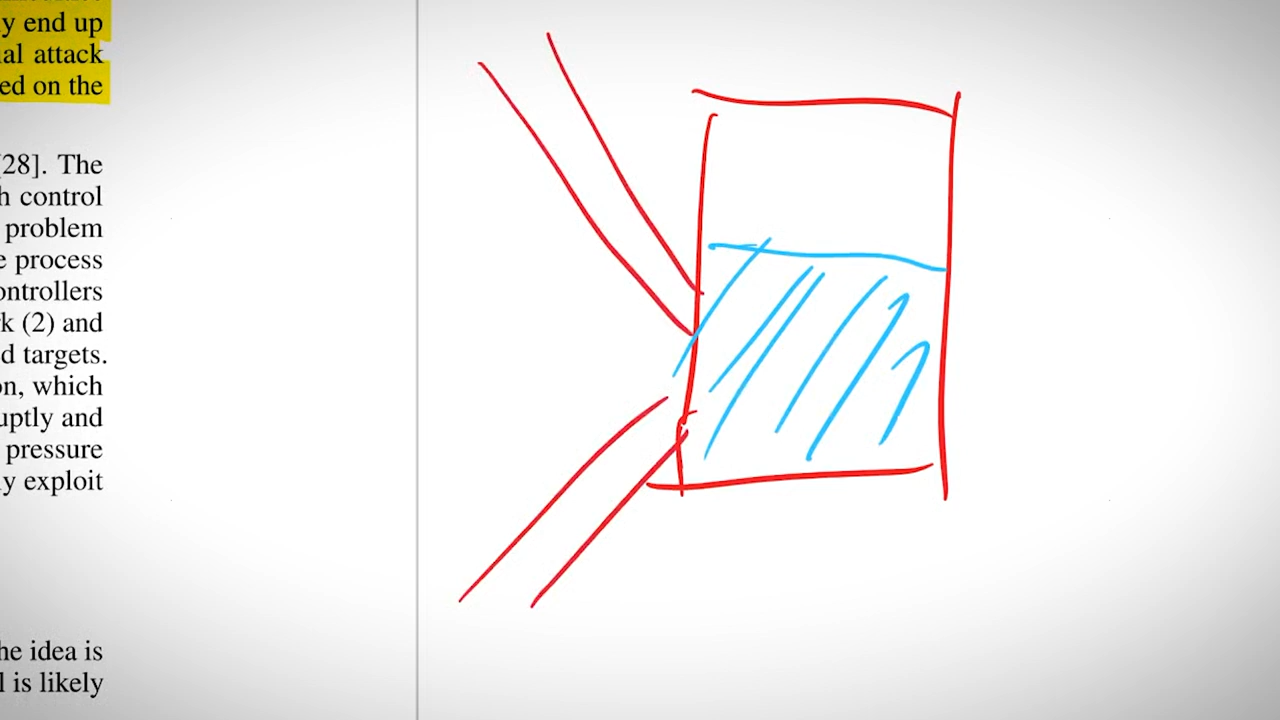 y end up
al attack
ed on the
[28]. The
h control
problem
e process
ontrollers
k (2) and
d targets.
on, which
uptly and
pressure
y exploit
he idea is
l is likely